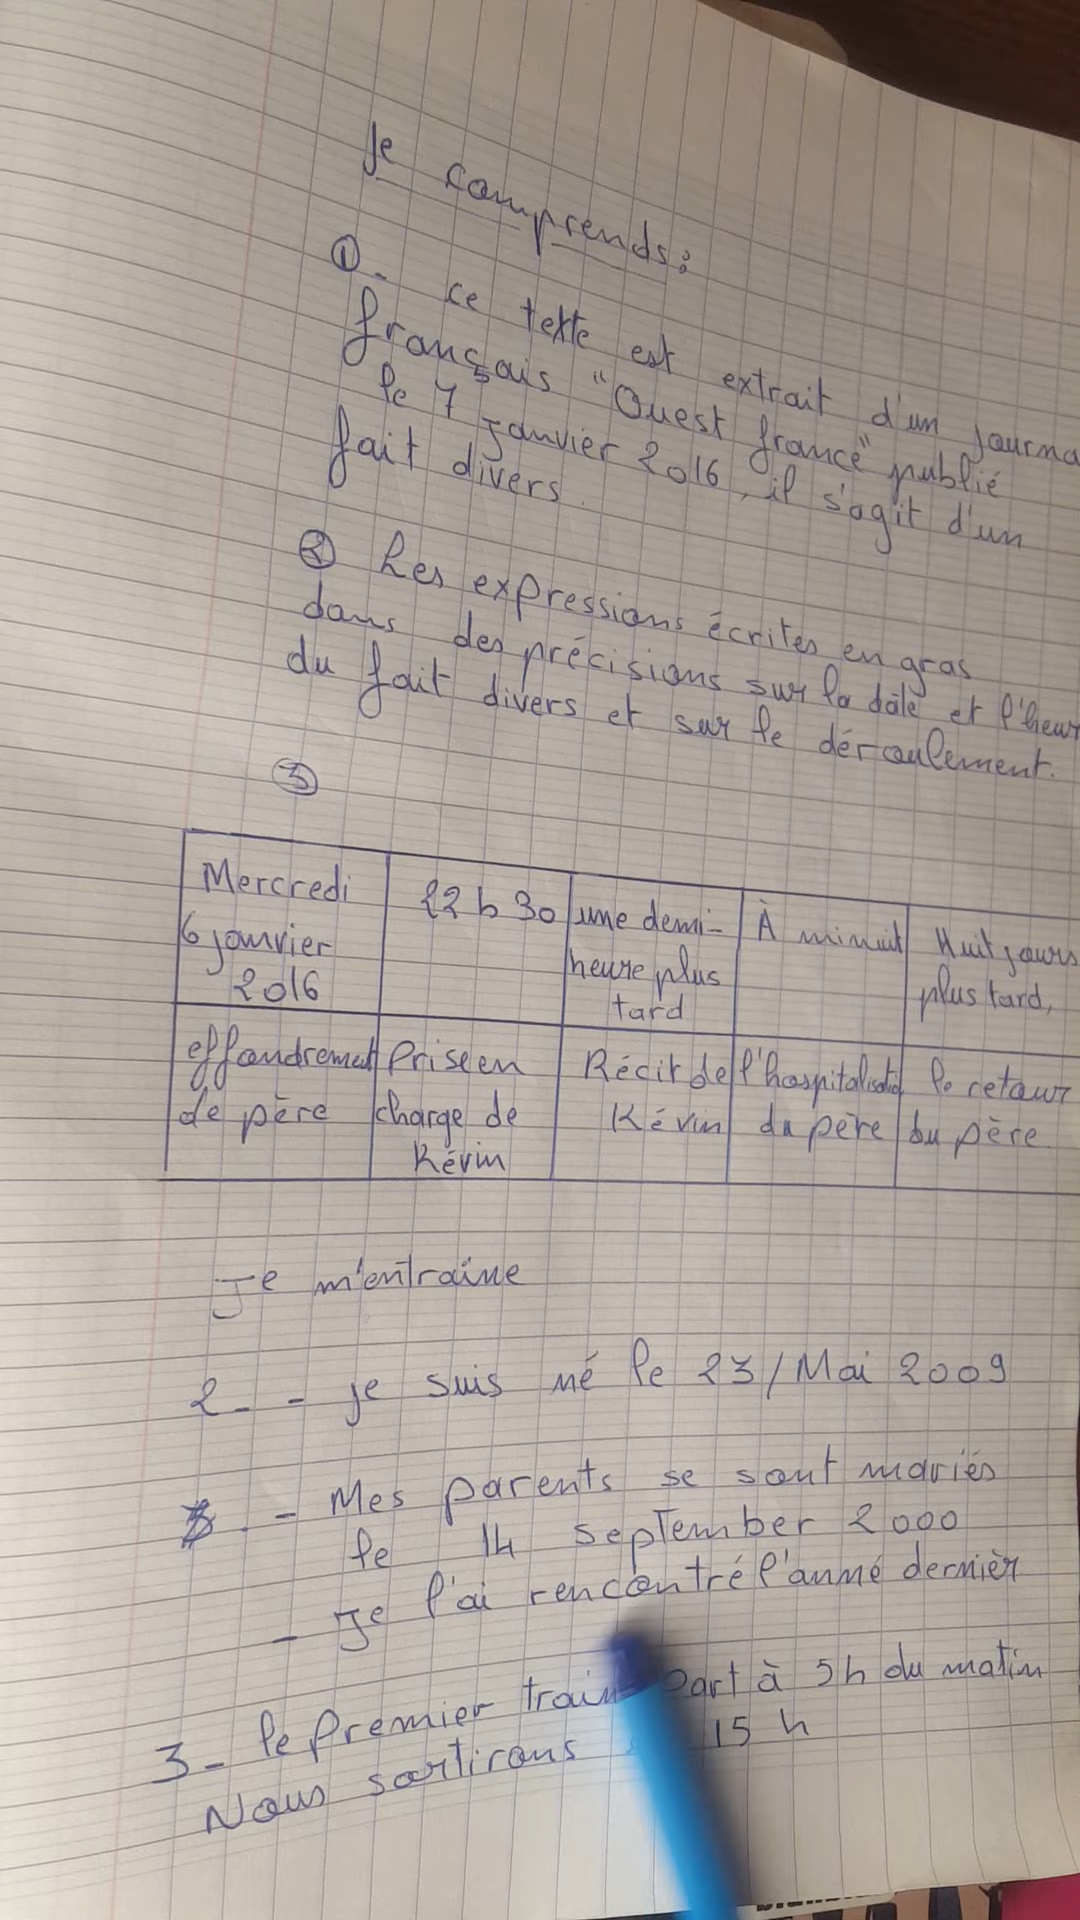 Je comprends:
①- ce texte est extrait d'un journa
français "Ouest france" publié
le 7 janvier 2016, il s'agit d'un
fait divers.
② Les expressions écrites en gras
dans des précisions sur la date et l'heur
du fait divers et sur le déroulement.
③
Mercredi 6 janvier 2016 | 22 h 30 | une demi-heure plus tard | À minuit | Huit jours plus tard,
effondrement de père | Prise en charge de Kévin | Récit de Kévin | l'hospitalisation du père | le retour du père
Je m'entraine
2- - je suis né le 23/Mai 2009
- Mes parents se sont mariés
le 14 september 2000
- Je l'ai rencontré l'anné dernièr
3- le premier train part à 5h du matin
Nous sortirons 15 h